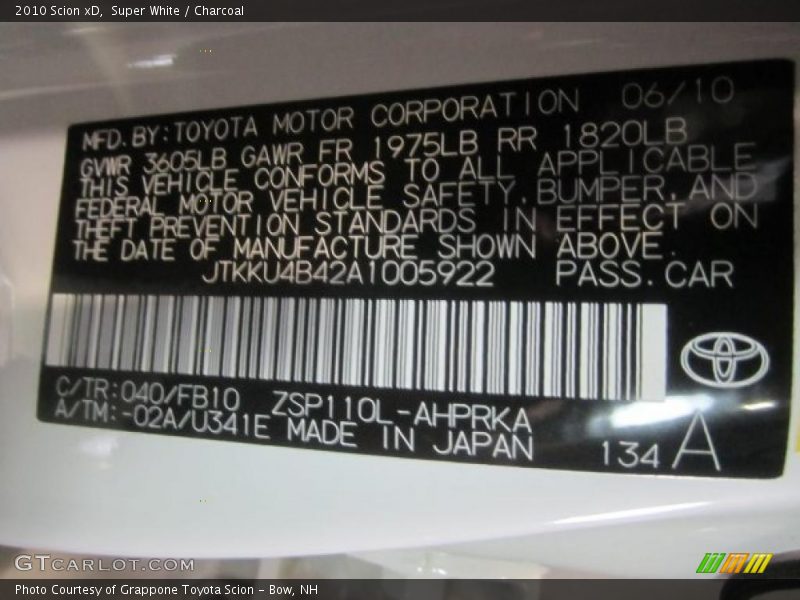 2010 Scion xD,  Super White / Charcoal
MFD. BY: TOYOTA MOTOR CORPORATION 06/10
GVWR 3605LB GAWR FR 1975LB RR 1820LB
THIS VEHICLE CONFORMS TO ALL APPLICABLE
FEDERAL MOTOR VEHICLE SAFETY, BUMPER, AND
THEFT PREVENTION STANDARDS IN EFFECT ON
THE DATE OF MANUFACTURE SHOWN ABOVE.
JTKKU4B42A1005922 PASS. CAR
C/TR: 040/FB10 ZSP110L-AHPRKA
A/TM: -02A/U341E MADE IN JAPAN 134 A
GTCARLOT.COM
Photo Courtesy of Grappone Toyota Scion - Bow, NH